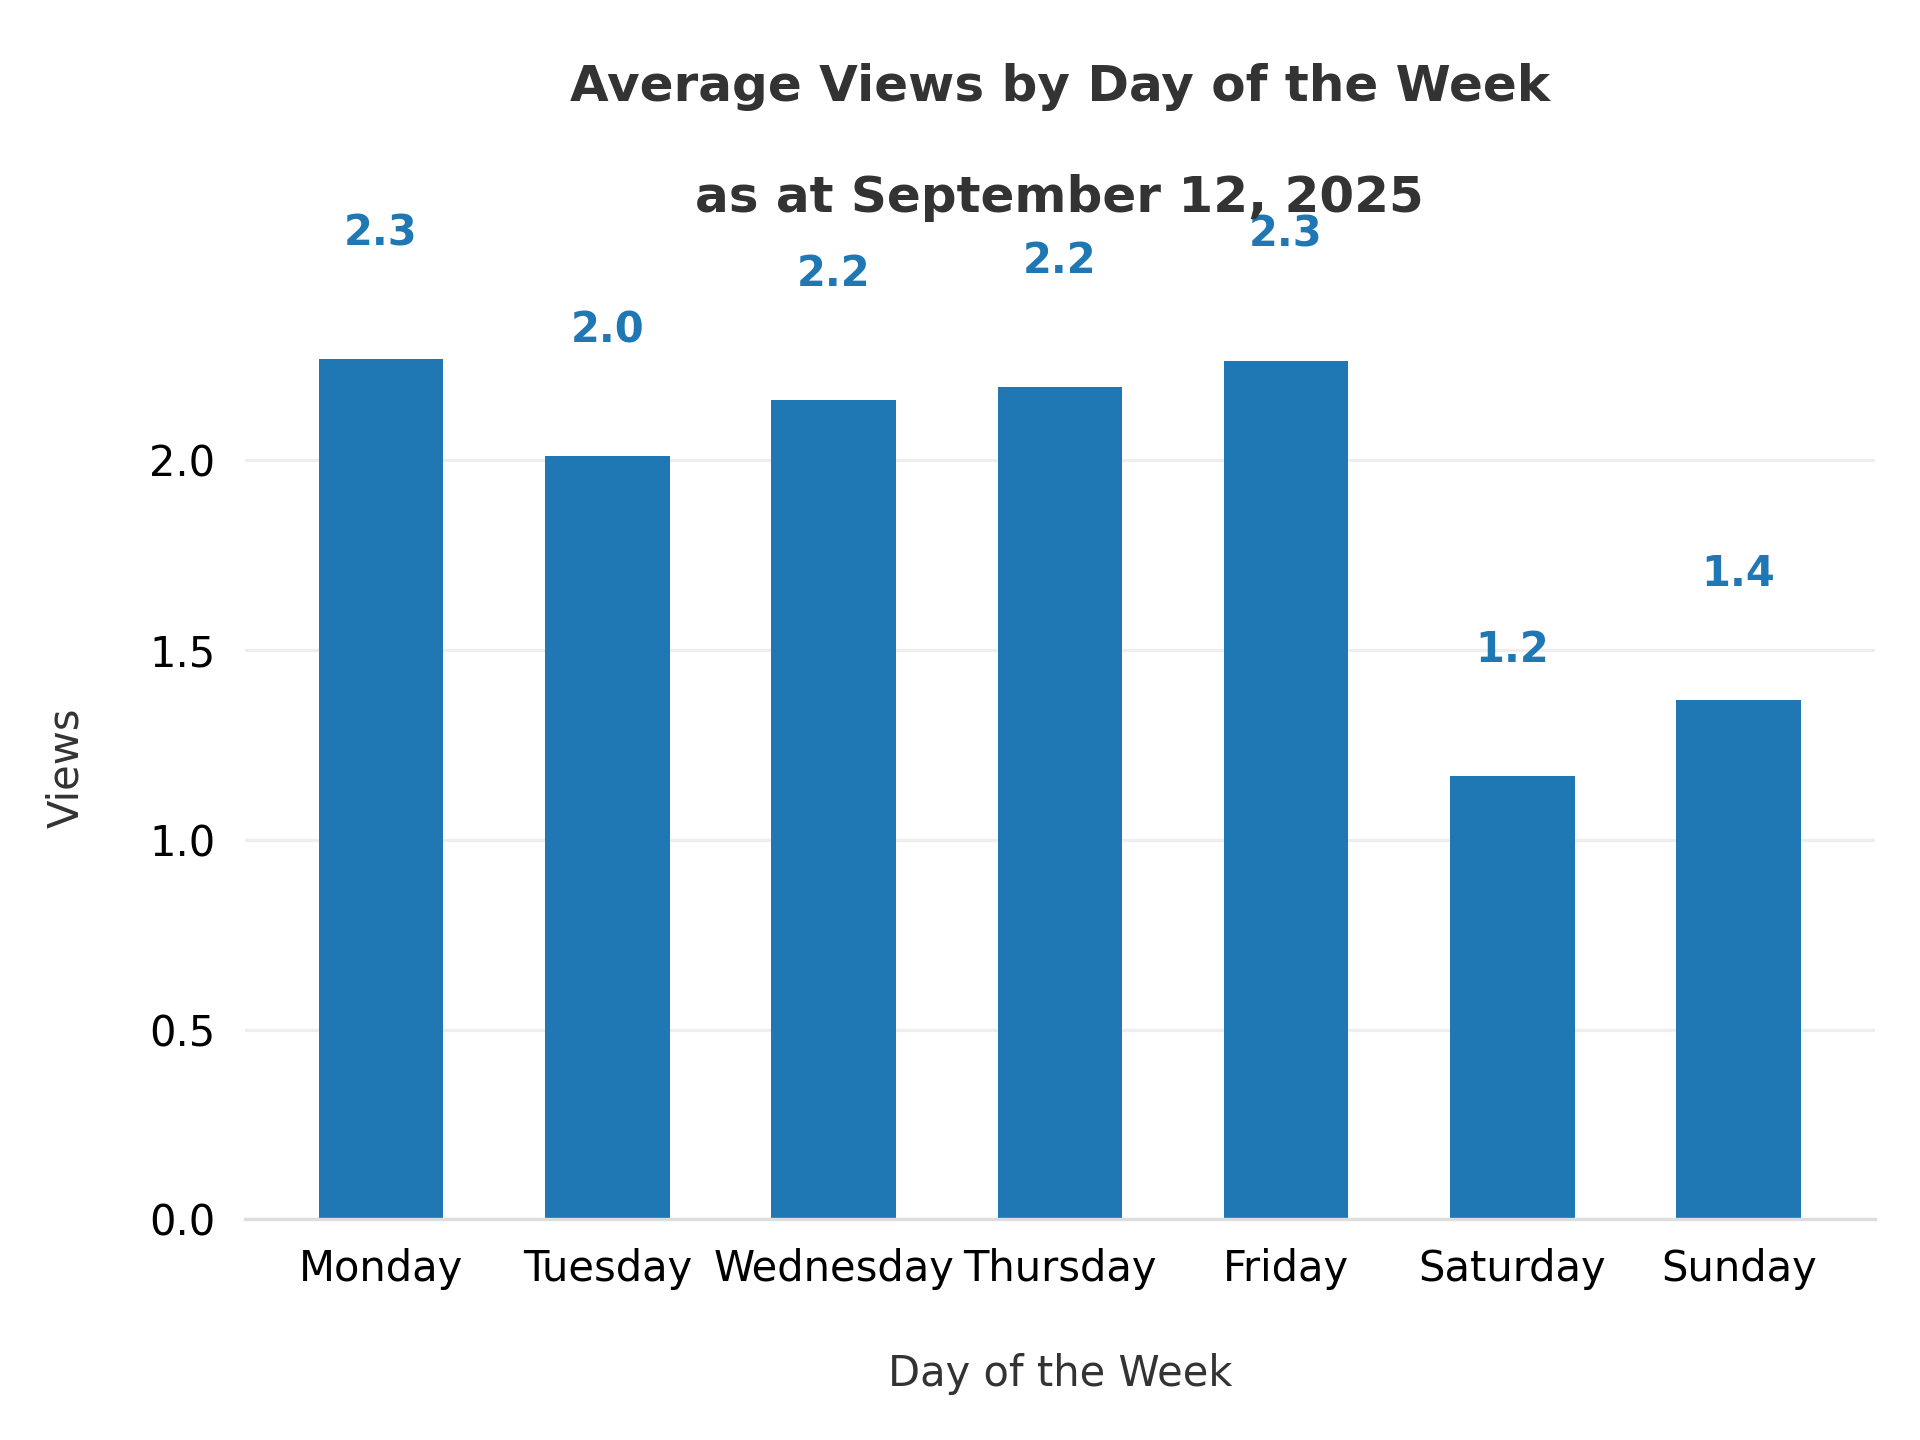 Average Views by Day of the Week
as at September 12, 2025
2.3
2.0
2.2
2.2
2.3
1.2
1.4
2.0
1.5
1.0
0.5
0.0
Views
Monday
Tuesday
Wednesday
Thursday
Friday
Saturday
Sunday
Day of the Week